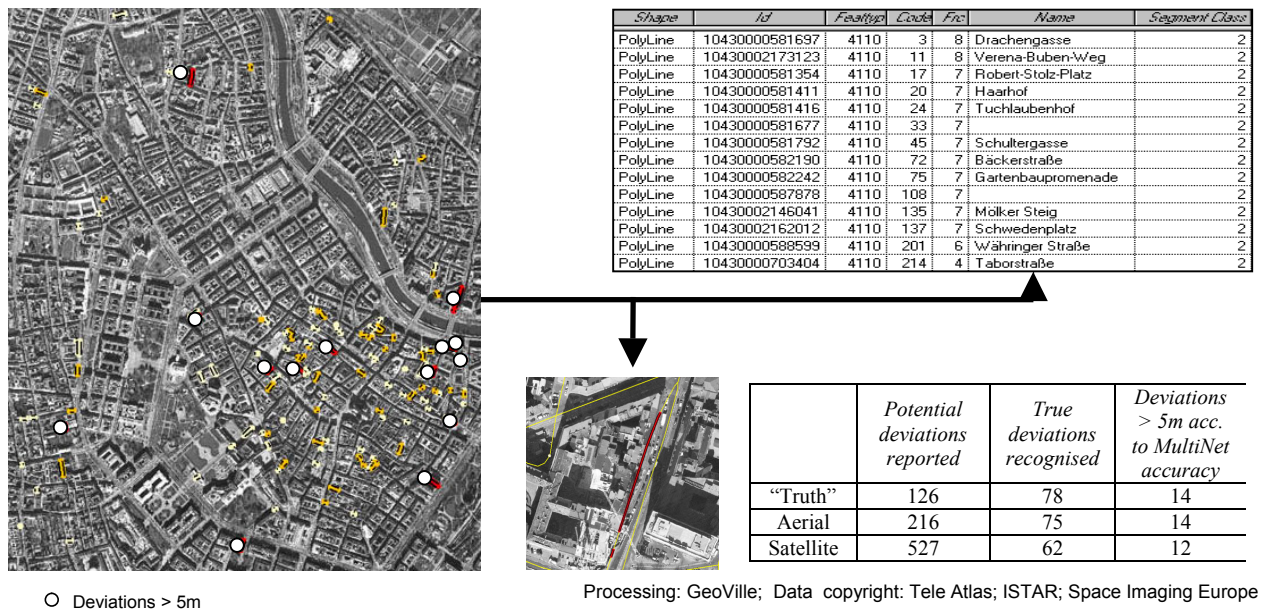 Shape Id Feattyp Code Frc Name Segment Class
PolyLine 10430000581697 4110 3 8 Drachengasse 2
PolyLine 10430002173123 4110 11 8 Verena-Buben-Weg 2
PolyLine 10430000581354 4110 17 7 Robert-Stolz-Platz 2
PolyLine 10430000581411 4110 20 7 Haarhof 2
PolyLine 10430000581416 4110 24 7 Tuchlaubenhof 2
PolyLine 10430000581677 4110 33 7 2
PolyLine 10430000581792 4110 45 7 Schultergasse 2
PolyLine 10430000582190 4110 72 7 Bäckerstraße 2
PolyLine 10430000582242 4110 75 7 Gartenbaupromenade 2
PolyLine 10430000587878 4110 108 7 2
PolyLine 10430002146041 4110 135 7 Mölker Steig 2
PolyLine 10430002162012 4110 137 7 Schwedenplatz 2
PolyLine 10430000588599 4110 201 6 Währinger Straße 2
PolyLine 10430000703404 4110 214 4 Taborstraße 2
Potential deviations reported True deviations recognised Deviations > 5m acc. to MultiNet accuracy
“Truth” 126 78 14
Aerial 216 75 14
Satellite 527 62 12
Processing: GeoVille; Data copyright: Tele Atlas; ISTAR; Space Imaging Europe
Deviations > 5m